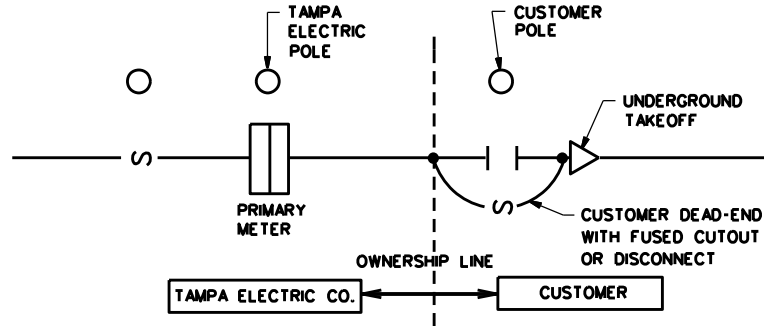 TAMPA
ELECTRIC
POLE
CUSTOMER
POLE
UNDERGROUND
TAKEOFF
S
PRIMARY
METER
S
CUSTOMER DEAD-END
WITH FUSED CUTOUT
OR DISCONNECT
OWNERSHIP LINE
TAMPA ELECTRIC CO.
CUSTOMER